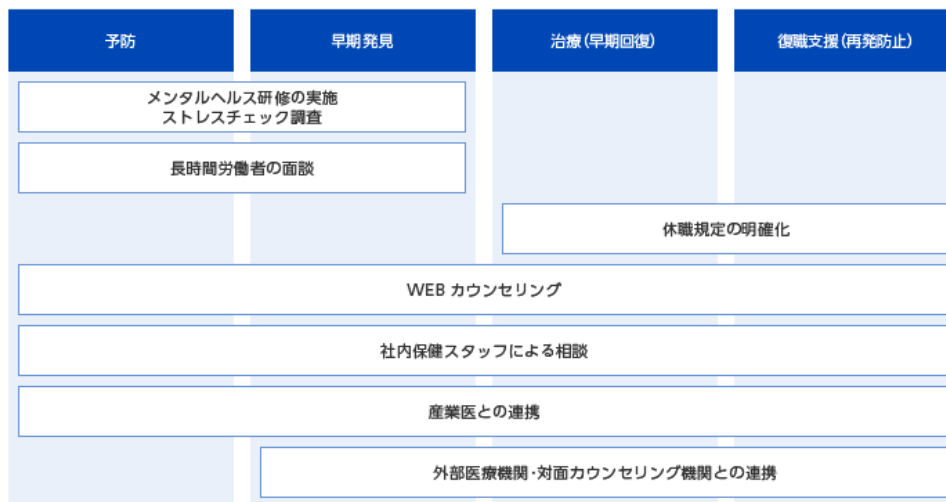 予防
早期発見
治療(早期回復)
復職支援(再発防止)
メンタルヘルス研修の実施
ストレスチェック調査
長時間労働者の面談
休職規定の明確化
WEB カウンセリング
社内保健スタッフによる相談
産業医との連携
外部医療機関・対面カウンセリング機関との連携